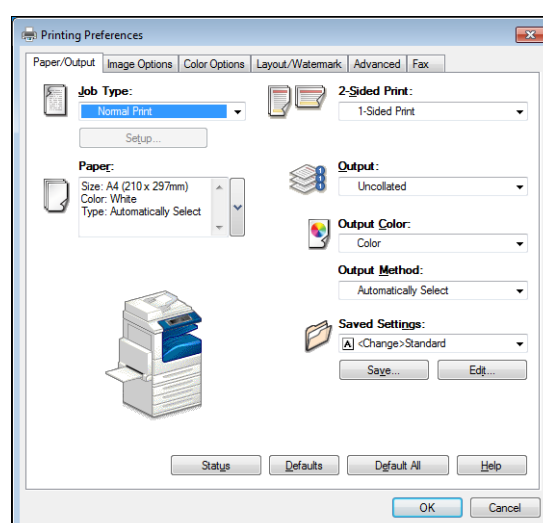 Printing Preferences
Paper/Output Image Options Color Options Layout/Watermark Advanced Fax
Job Type:
Normal Print
Setup...
Paper:
Size: A4 (210 x 297mm)
Color: White
Type: Automatically Select
2-Sided Print:
1-Sided Print
Output:
Uncollated
Output Color:
Color
Output Method:
Automatically Select
Saved Settings:
A <Change>Standard
Save... Edit...
Status Defaults Default All Help
OK Cancel